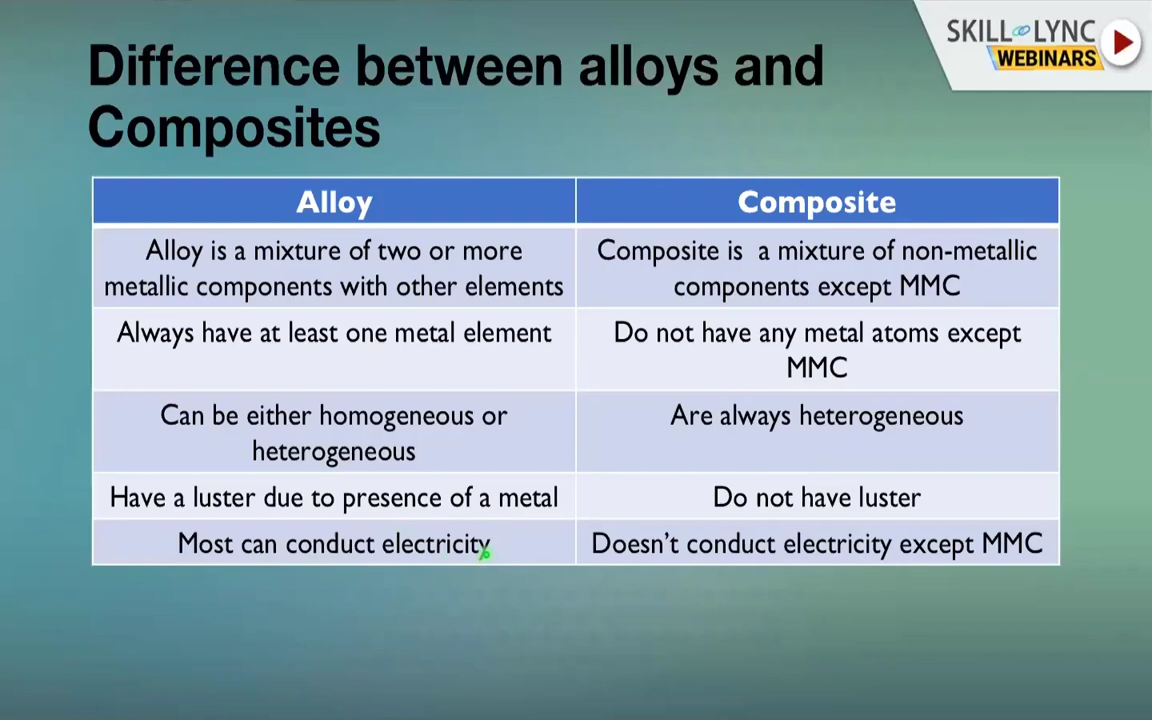 SKILL LYNC
WEBINARS
Difference between alloys and
Composites
Alloy
Composite
Alloy is a mixture of two or more
metallic components with other elements
Composite is a mixture of non-metallic
components except MMC
Always have at least one metal element
Do not have any metal atoms except
MMC
Can be either homogeneous or
heterogeneous
Are always heterogeneous
Have a luster due to presence of a metal
Do not have luster
Most can conduct electricity
Doesn't conduct electricity except MMC